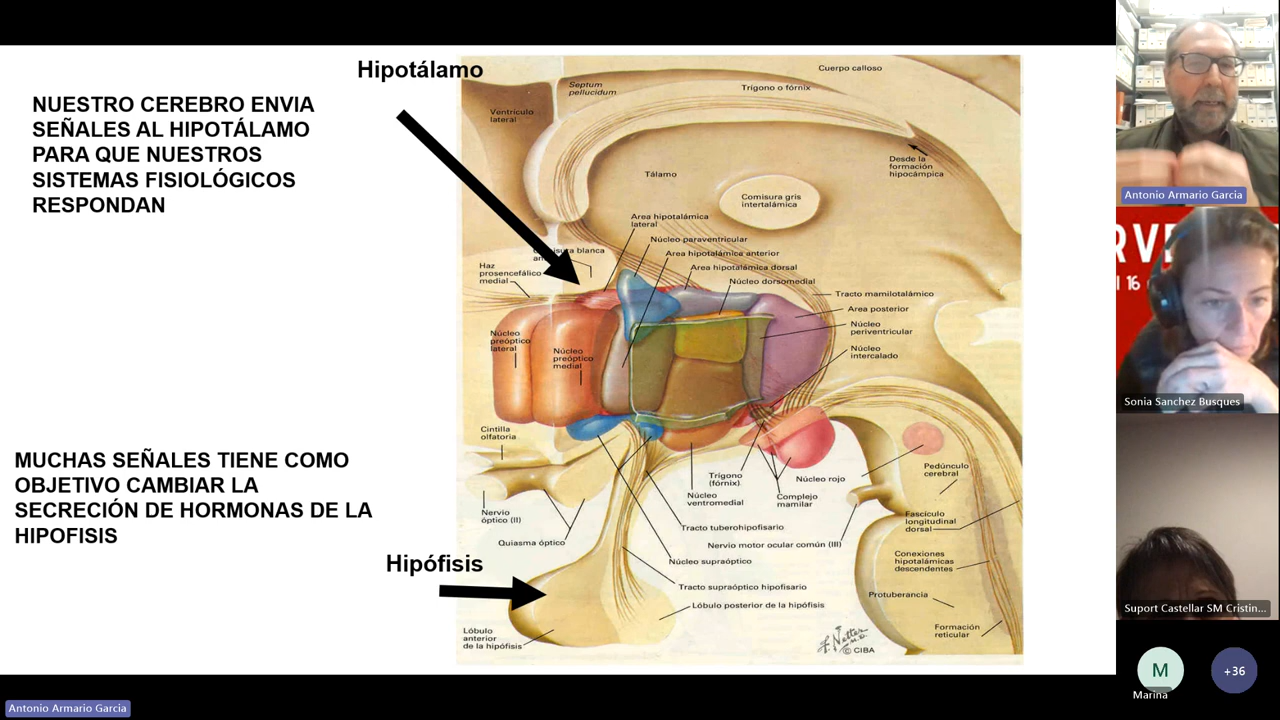 Hipotálamo
NUESTRO CEREBRO ENVIA
SEÑALES AL HIPOTÁLAMO
PARA QUE NUESTROS
SISTEMAS FISIOLÓGICOS
RESPONDAN
MUCHAS SEÑALES TIENE COMO
OBJETIVO CAMBIAR LA
SECRECIÓN DE HORMONAS DE LA
HIPOFISIS
Hipófisis
Cuerpo calloso
Septum
pellucidum
Trígono o fórnix
Ventrículo
lateral
Desde la
formación
hipocámpica
Tálamo
Comisura gris
intertalámica
Area hipotalámica
lateral
Núcleo paraventricular
blanca
Area hipotalámica anterior
Haz
prosencefálico
medial
Area hipotalámica dorsal
Núcleo dorsomedial
Tracto mamilotalámico
Area posterior
Núcleo
periventricular
Núcleo
intercalado
Núcleo
preóptico
lateral
Núcleo
preóptico
medial
Cintilla
olfatoria
Nervio
óptico (II)
Quiasma óptico
Trígono
(fórnix)
Núcleo
ventromedial
Complejo
mamilar
Núcleo rojo
Pedúnculo
cerebral
Fascículo
longitudinal
dorsal
Tracto tuberohipofisario
Nervio motor ocular común (III)
Núcleo supraóptico
Conexiones
hipotalámicas
descendentes
Tracto supraóptico hipofisario
Protuberancia
Lóbulo posterior de la hipófisis
Lóbulo
anterior
de la hipófisis
Formación
reticular
F. Netter
M.D.
© CIBA
Antonio Armario Garcia
Antonio Armario Garcia
RVE
16
Sonia Sanchez Busques
Suport Castellar SM Cristin...
M
Marina
+36